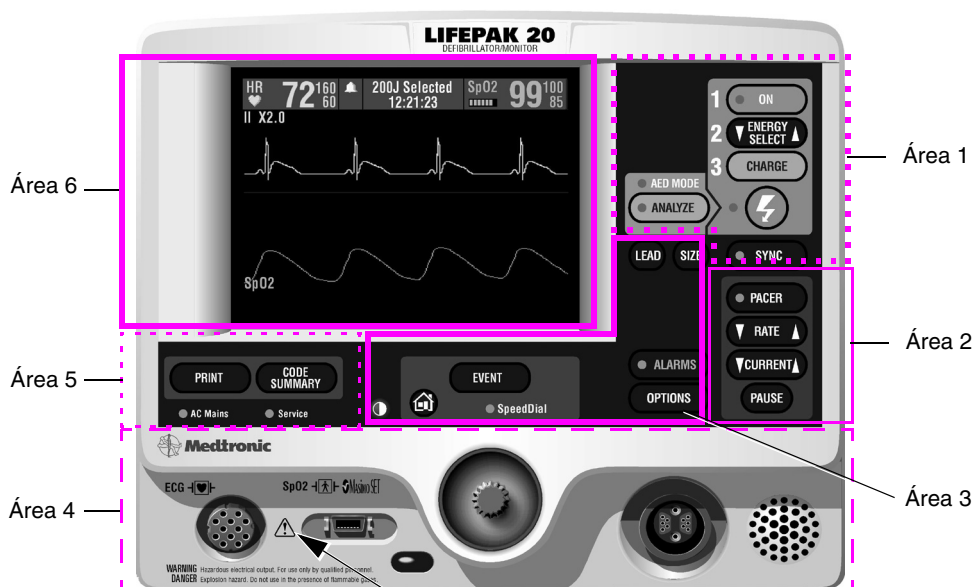 LIFEPAK 20
DEFIBRILLATOR/MONITOR
HR 72 160 60 200J Selected 12:21:23 SpO2 99 100 85
II X2.0
SpO2
1 ON
2 ENERGY SELECT
3 CHARGE
AED MODE
ANALYZE
LEAD SIZE SYNC
PACER
RATE
CURRENT
PAUSE
ALARMS
OPTIONS
PRINT
CODE SUMMARY
AC Mains
Service
EVENT
SpeedDial
Medtronic
ECG
SpO2
Masimo SET
WARNING Hazardous electrical output. For use only by qualified personnel.
DANGER Explosion hazard. Do not use in the presence of flammable gases.
Área 1
Área 2
Área 3
Área 4
Área 5
Área 6